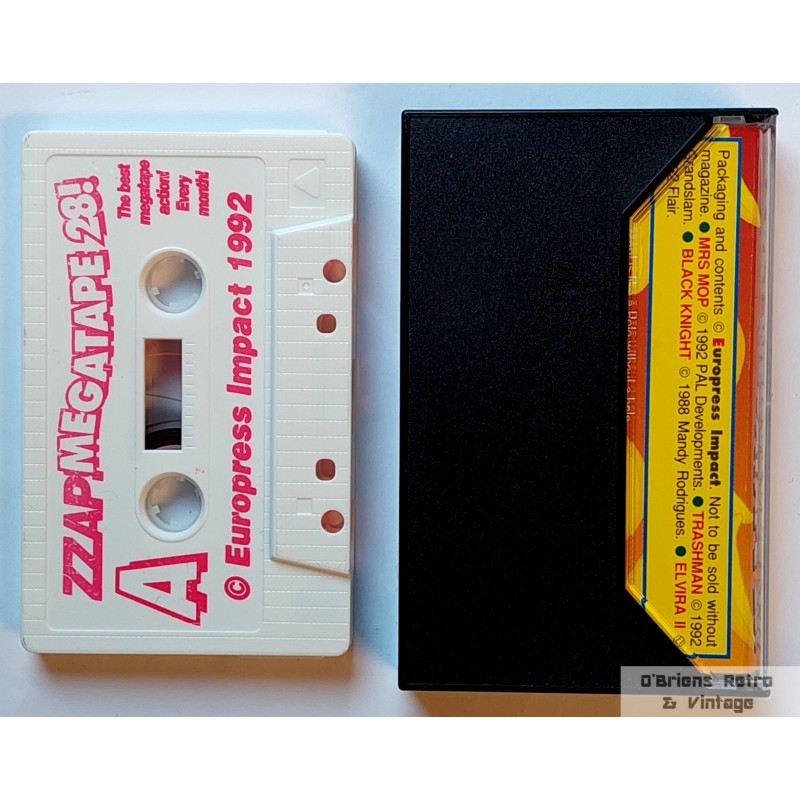 ZZAP! MEGATAPE 28!
The best
megatape
action!
Every
month!
A
© Europress Impact 1992
Packaging and contents © Europress Impact. Not to be sold without
magazine. ● MRS MOP © 1992 PAL Developments. ● TRASHMAN © 1992
Grandslam. ● BLACK KNIGHT © 1988 Mandy Rodrigues. ● ELVIRA II ©
Flair.
O'Briens Retro
& Vintage